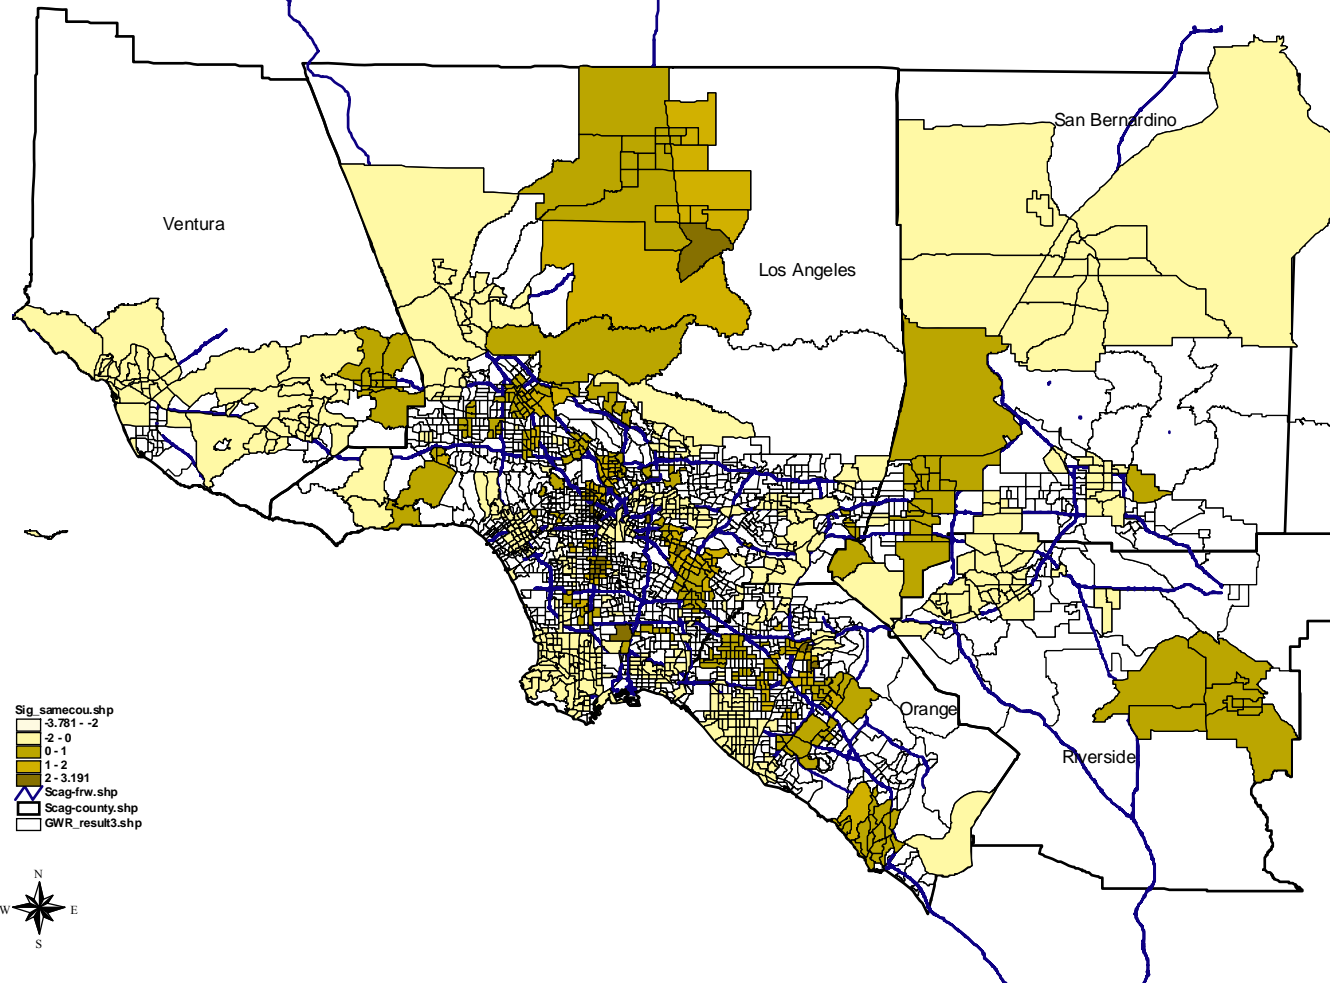 San Bernardino
Ventura
Los Angeles
Orange
Riverside
Sig_samecou.shp
-3.781 - -2
-2 - 0
0 - 1
1 - 2
2 - 3.191
Scag-frw.shp
Scag-county.shp
GWR_result3.shp
N
W E
S